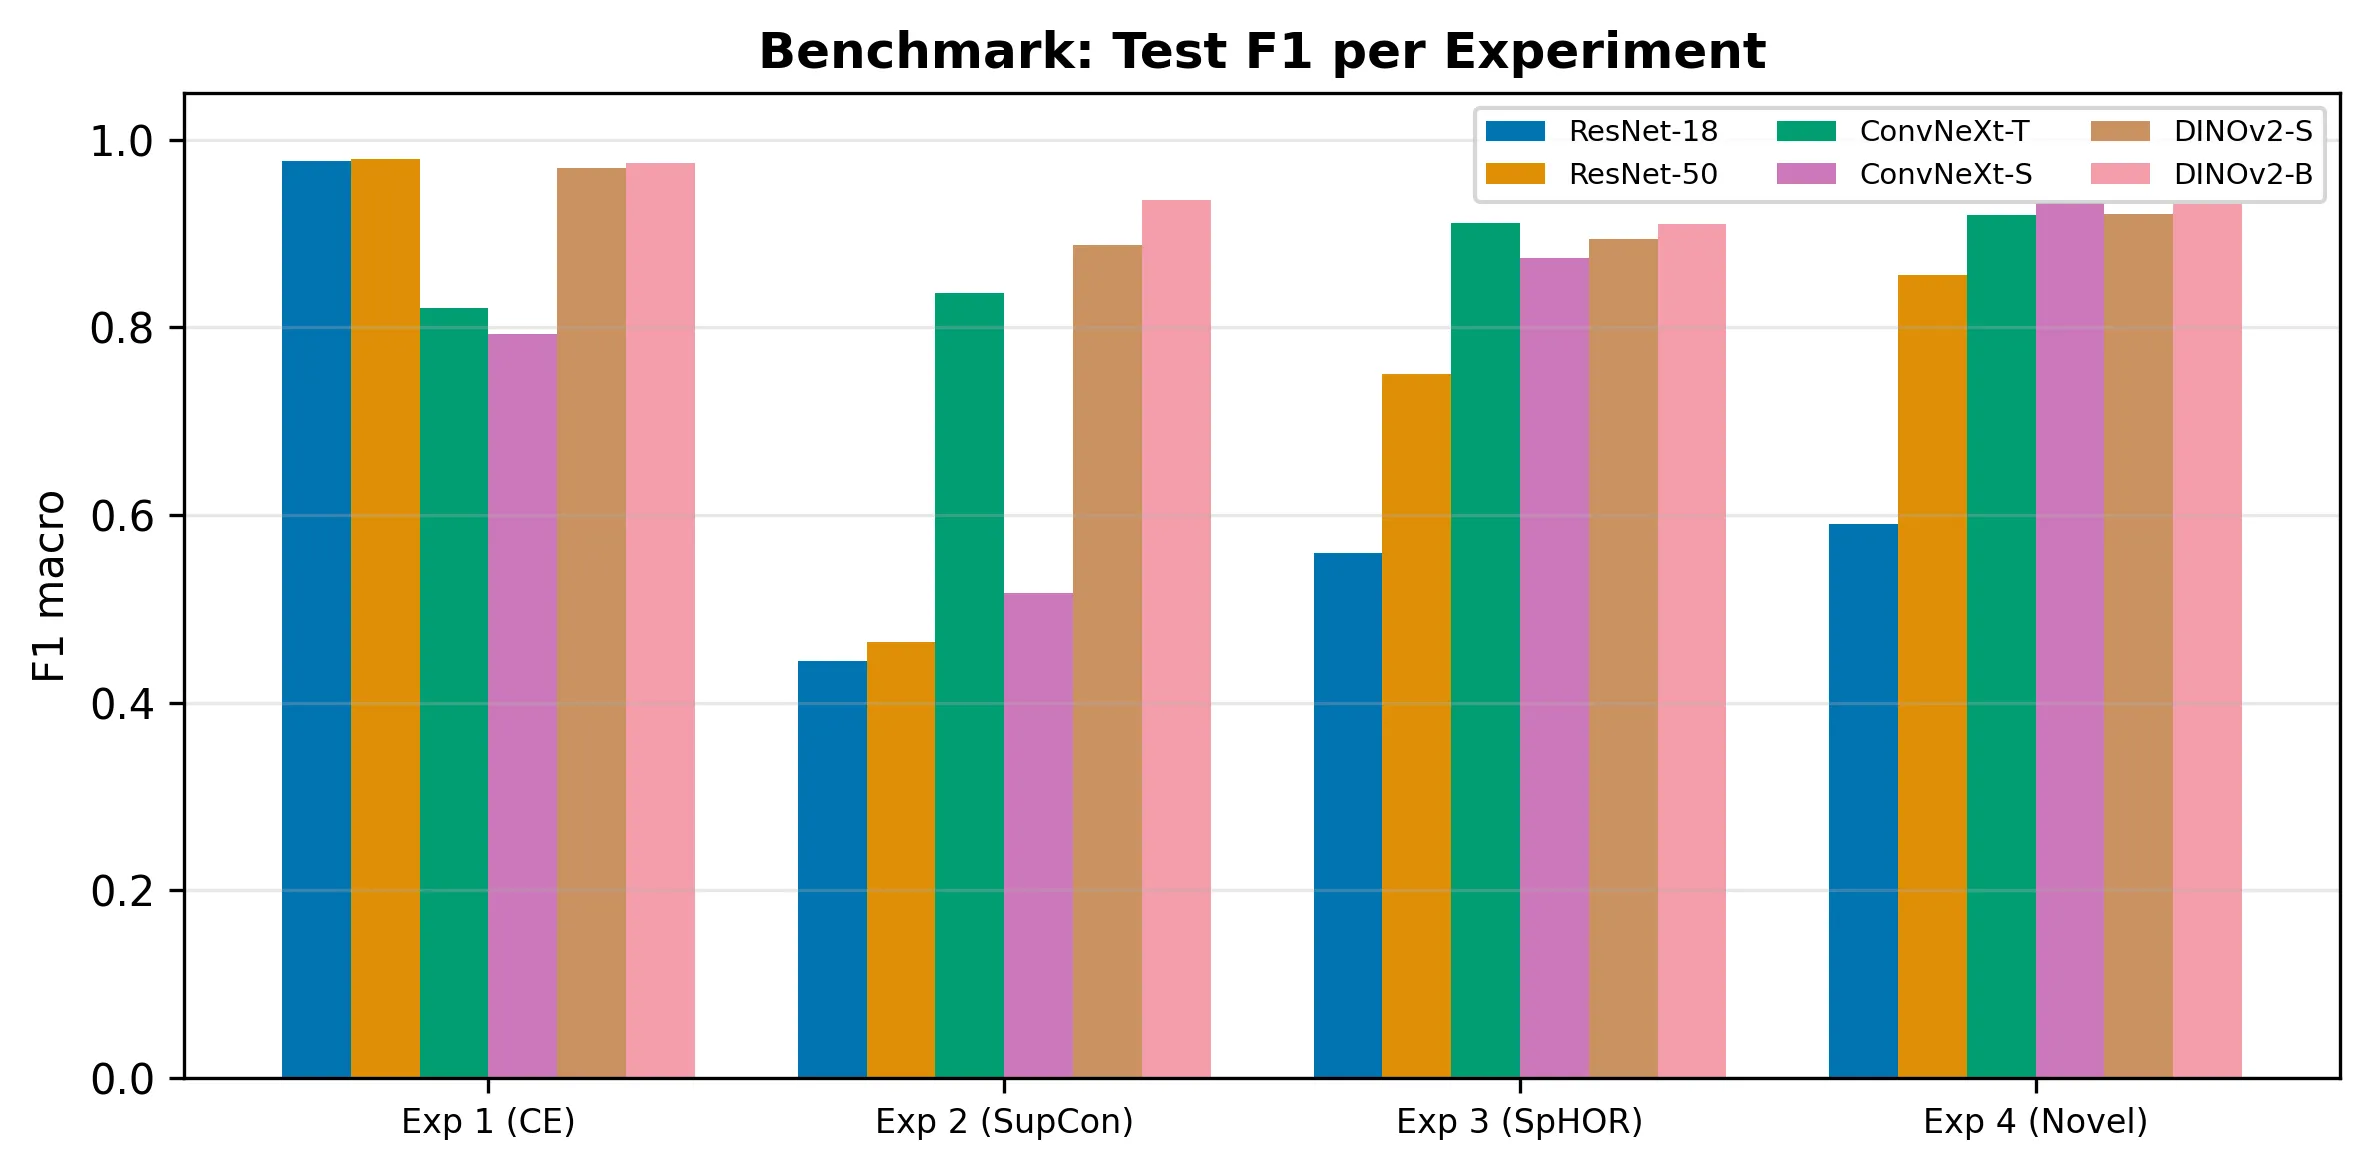 Benchmark: Test F1 per Experiment
ResNet-18
ResNet-50
ConvNeXt-T
ConvNeXt-S
DINOv2-S
DINOv2-B
F1 macro
1.0
0.8
0.6
0.4
0.2
0.0
Exp 1 (CE)
Exp 2 (SupCon)
Exp 3 (SpHOR)
Exp 4 (Novel)